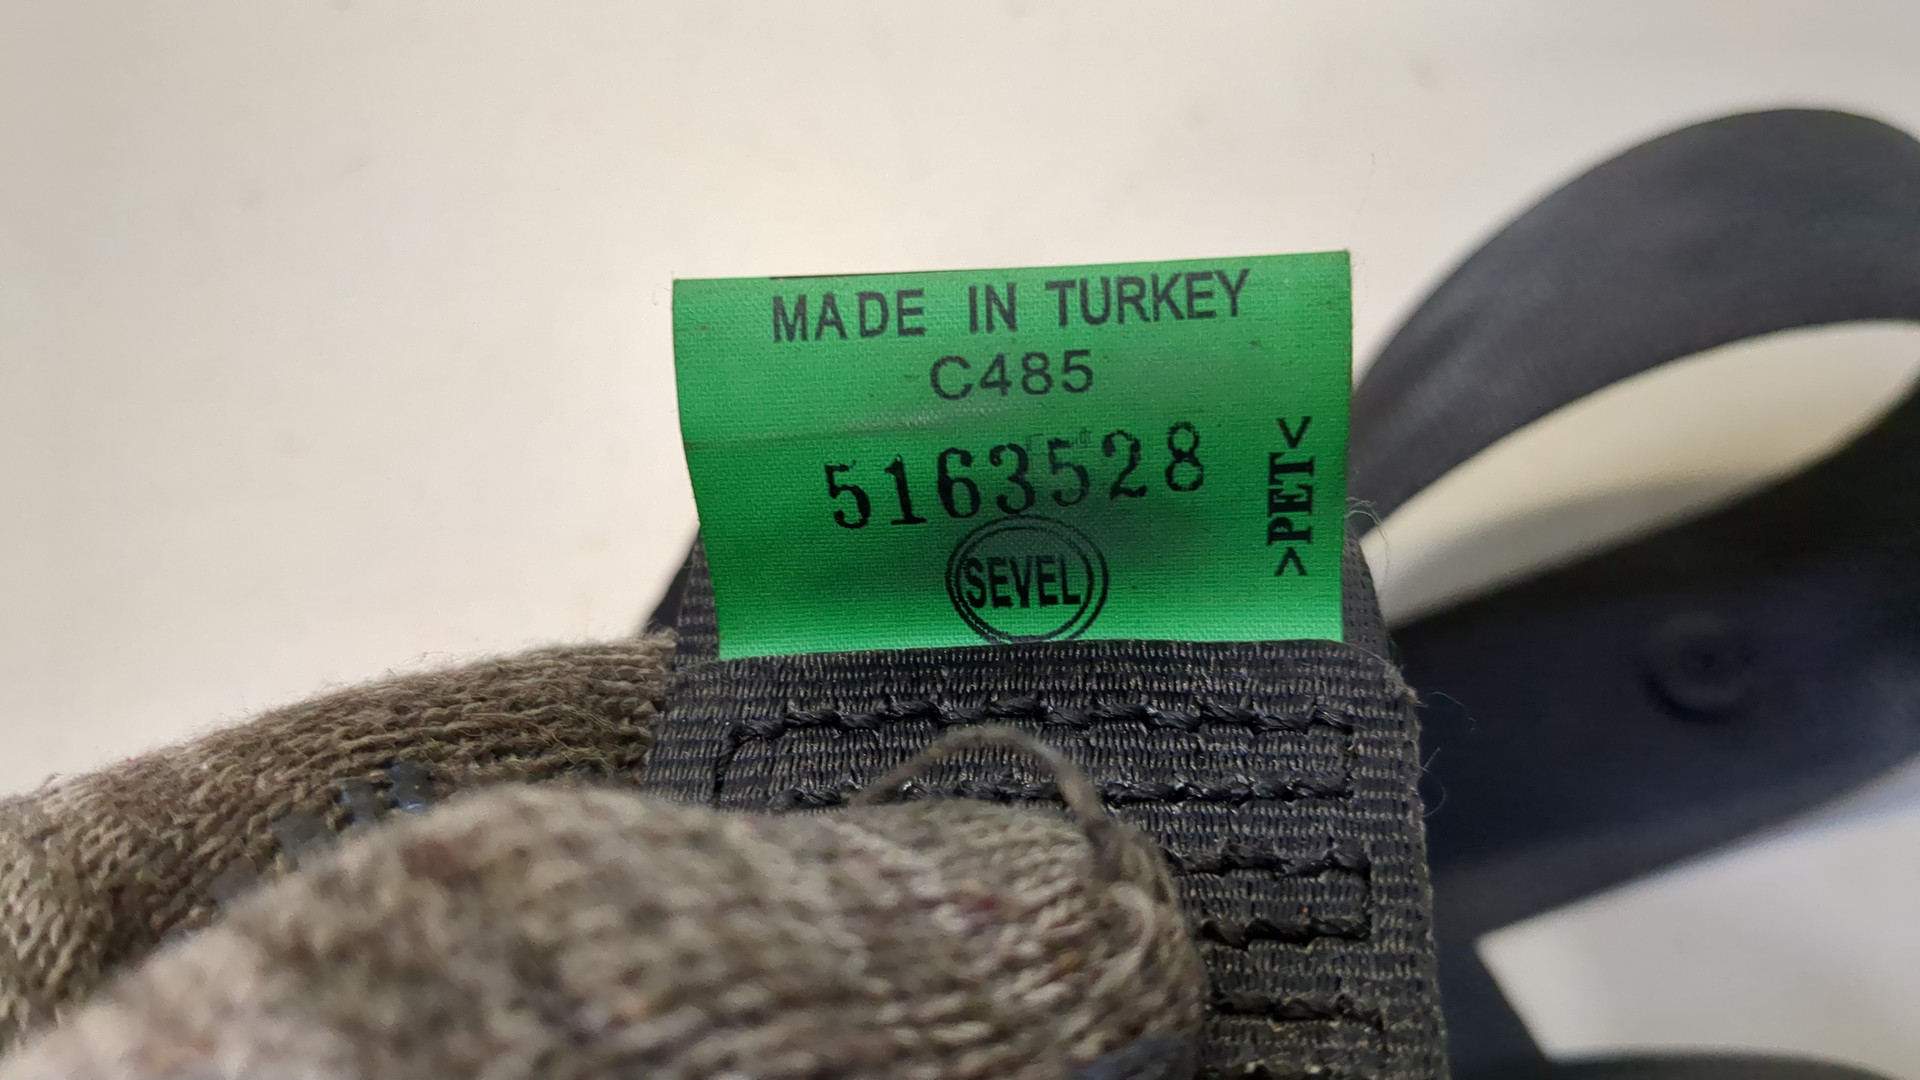 MADE IN TURKEY
C485
5163528
>PET<
SEVEL